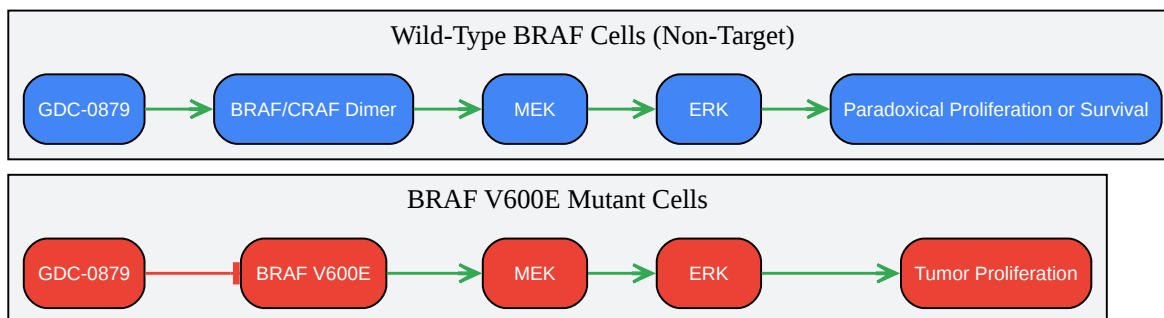 Wild-Type BRAF Cells (Non-Target)
GDC-0879
BRAF/CRAF Dimer
MEK
ERK
Paradoxical Proliferation or Survival
BRAF V600E Mutant Cells
GDC-0879
BRAF V600E
MEK
ERK
Tumor Proliferation